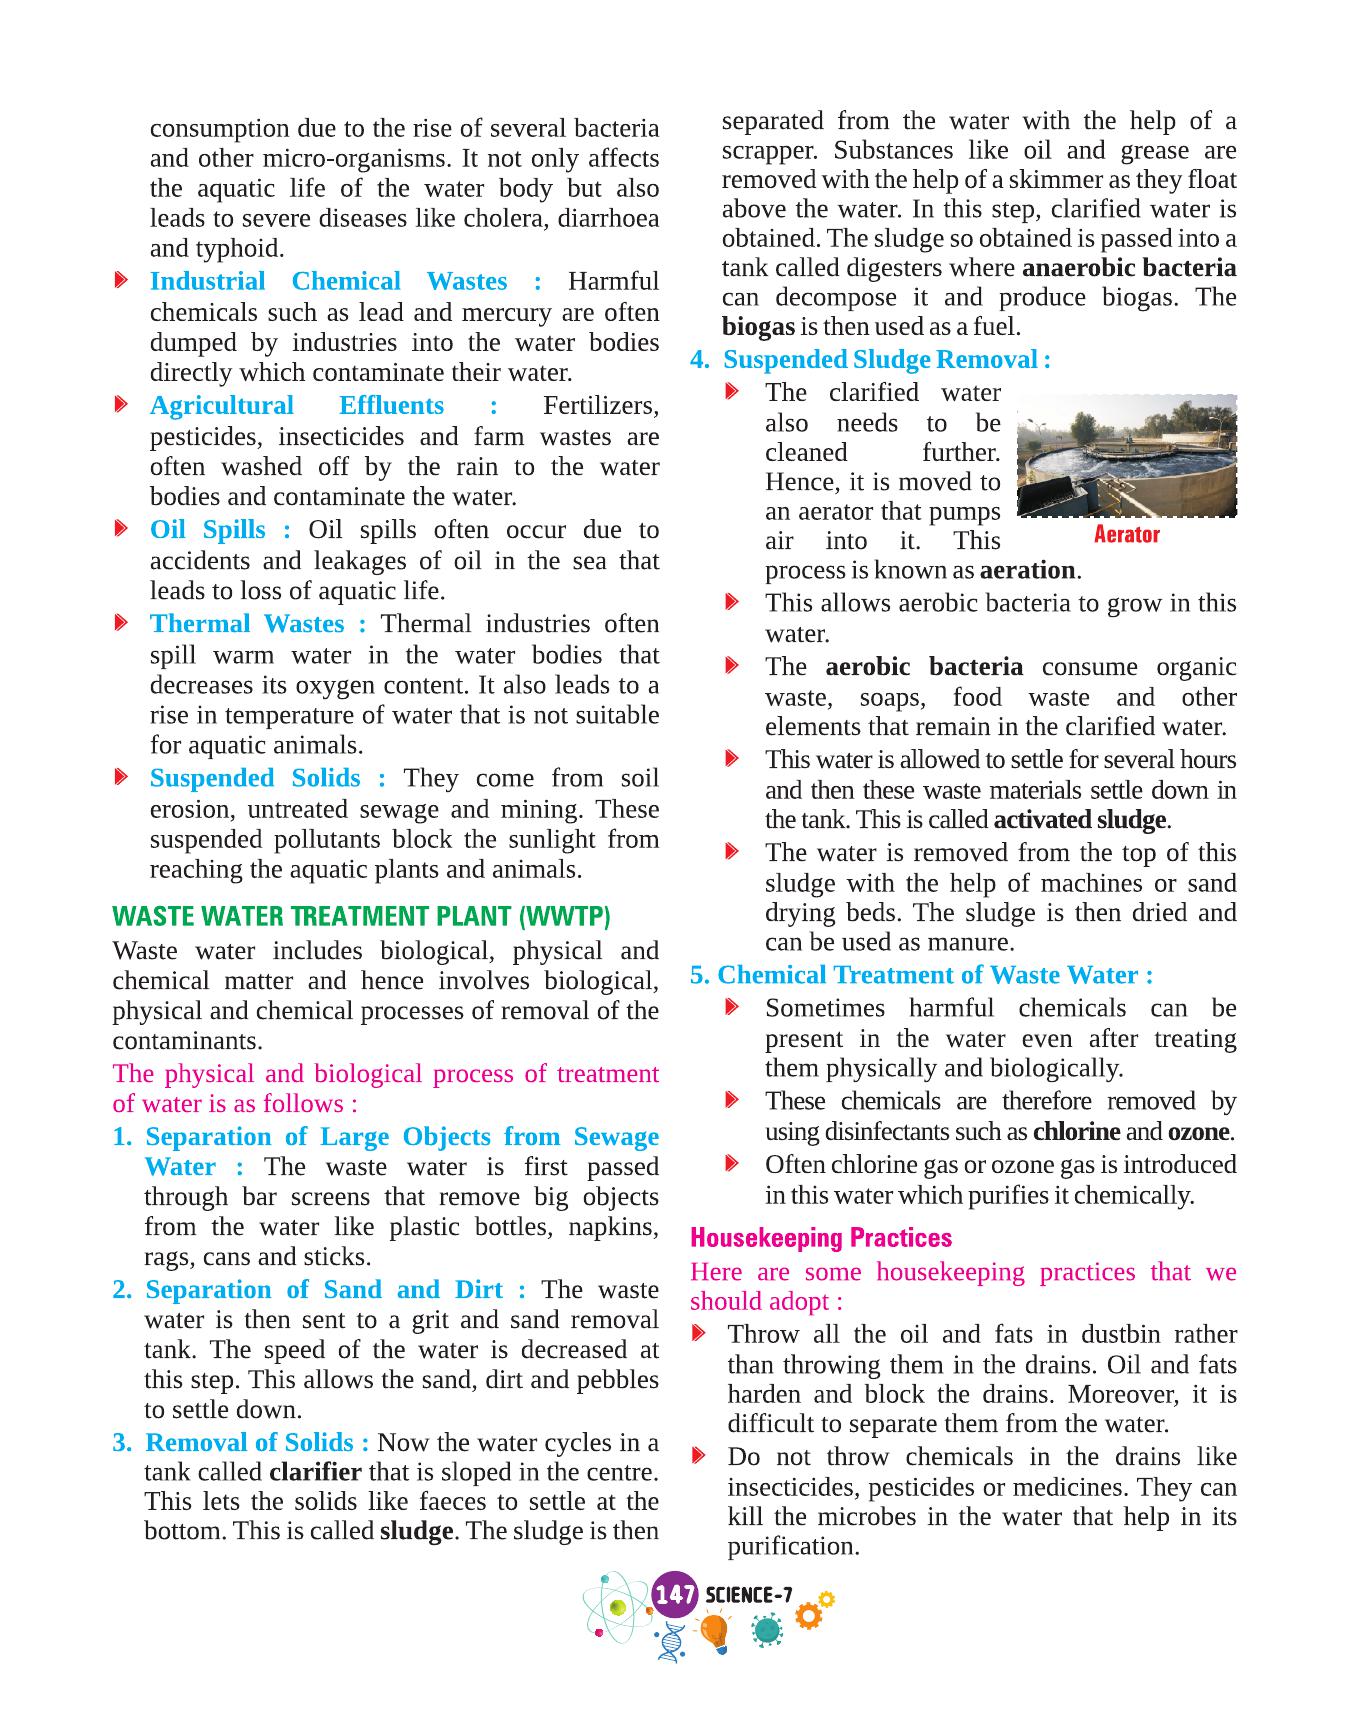 consumption due to the rise of several bacteria
and other micro-organisms. It not only affects
the aquatic life of the water body but also
leads to severe diseases like cholera, diarrhoea
and typhoid.
Industrial Chemical Wastes : Harmful
chemicals such as lead and mercury are often
dumped by industries into the water bodies
directly which contaminate their water.
Agricultural Effluents : Fertilizers,
pesticides, insecticides and farm wastes are
often washed off by the rain to the water
bodies and contaminate the water.
Oil Spills : Oil spills often occur due to
accidents and leakages of oil in the sea that
leads to loss of aquatic life.
Thermal Wastes : Thermal industries often
spill warm water in the water bodies that
decreases its oxygen content. It also leads to a
rise in temperature of water that is not suitable
for aquatic animals.
Suspended Solids : They come from soil
erosion, untreated sewage and mining. These
suspended pollutants block the sunlight from
reaching the aquatic plants and animals.
WASTE WATER TREATMENT PLANT (WWTP)
Waste water includes biological, physical and
chemical matter and hence involves biological,
physical and chemical processes of removal of the
contaminants.
The physical and biological process of treatment
of water is as follows :
1. Separation of Large Objects from Sewage
Water : The waste water is first passed
through bar screens that remove big objects
from the water like plastic bottles, napkins,
rags, cans and sticks.
2. Separation of Sand and Dirt : The waste
water is then sent to a grit and sand removal
tank. The speed of the water is decreased at
this step. This allows the sand, dirt and pebbles
to settle down.
3. Removal of Solids : Now the water cycles in a
tank called clarifier that is sloped in the centre.
This lets the solids like faeces to settle at the
bottom. This is called sludge. The sludge is then
separated from the water with the help of a
scrapper. Substances like oil and grease are
removed with the help of a skimmer as they float
above the water. In this step, clarified water is
obtained. The sludge so obtained is passed into a
tank called digesters where anaerobic bacteria
can decompose it and produce biogas. The
biogas is then used as a fuel.
4. Suspended Sludge Removal :
The clarified water
also needs to be
cleaned further.
Hence, it is moved to
an aerator that pumps
air into it. This
process is known as aeration.
Aerator
This allows aerobic bacteria to grow in this
water.
The aerobic bacteria consume organic
waste, soaps, food waste and other
elements that remain in the clarified water.
This water is allowed to settle for several hours
and then these waste materials settle down in
the tank. This is called activated sludge.
The water is removed from the top of this
sludge with the help of machines or sand
drying beds. The sludge is then dried and
can be used as manure.
5. Chemical Treatment of Waste Water :
Sometimes harmful chemicals can be
present in the water even after treating
them physically and biologically.
These chemicals are therefore removed by
using disinfectants such as chlorine and ozone.
Often chlorine gas or ozone gas is introduced
in this water which purifies it chemically.
Housekeeping Practices
Here are some housekeeping practices that we
should adopt :
Throw all the oil and fats in dustbin rather
than throwing them in the drains. Oil and fats
harden and block the drains. Moreover, it is
difficult to separate them from the water.
Do not throw chemicals in the drains like
insecticides, pesticides or medicines. They can
kill the microbes in the water that help in its
purification.
147 SCIENCE-7